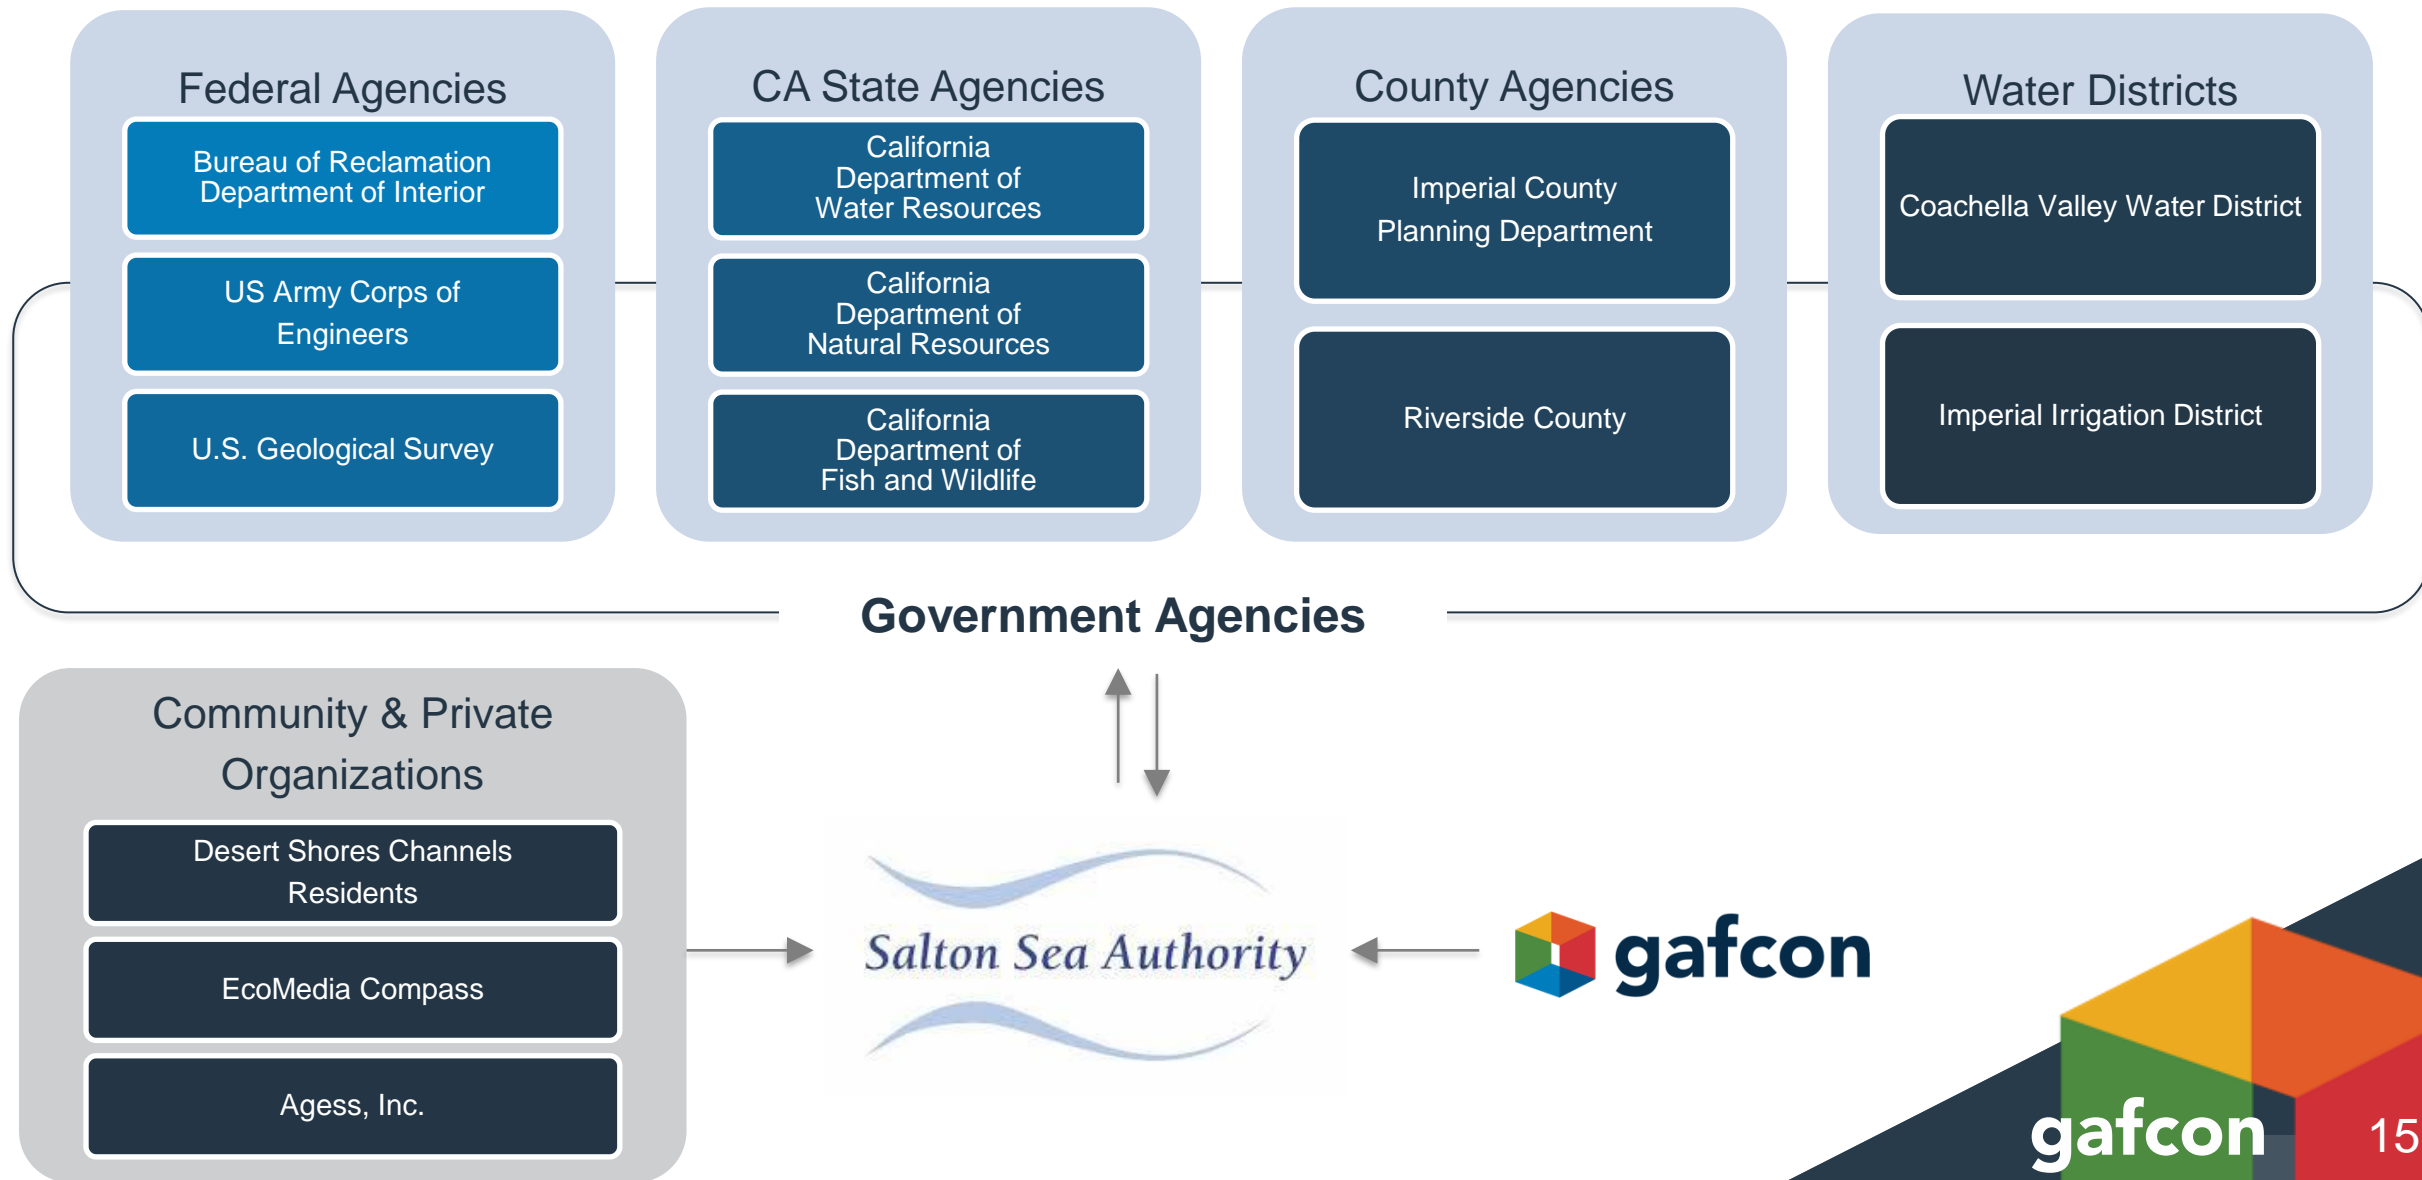 Federal Agencies
Bureau of Reclamation
Department of Interior
US Army Corps of
Engineers
U.S. Geological Survey
CA State Agencies
California
Department of
Water Resources
California
Department of
Natural Resources
California
Department of
Fish and Wildlife
County Agencies
Imperial County
Planning Department
Riverside County
Water Districts
Coachella Valley Water District
Imperial Irrigation District
Government Agencies
Community & Private
Organizations
Desert Shores Channels
Residents
EcoMedia Compass
Agess, Inc.
Salton Sea Authority
gafcon
gafcon
15